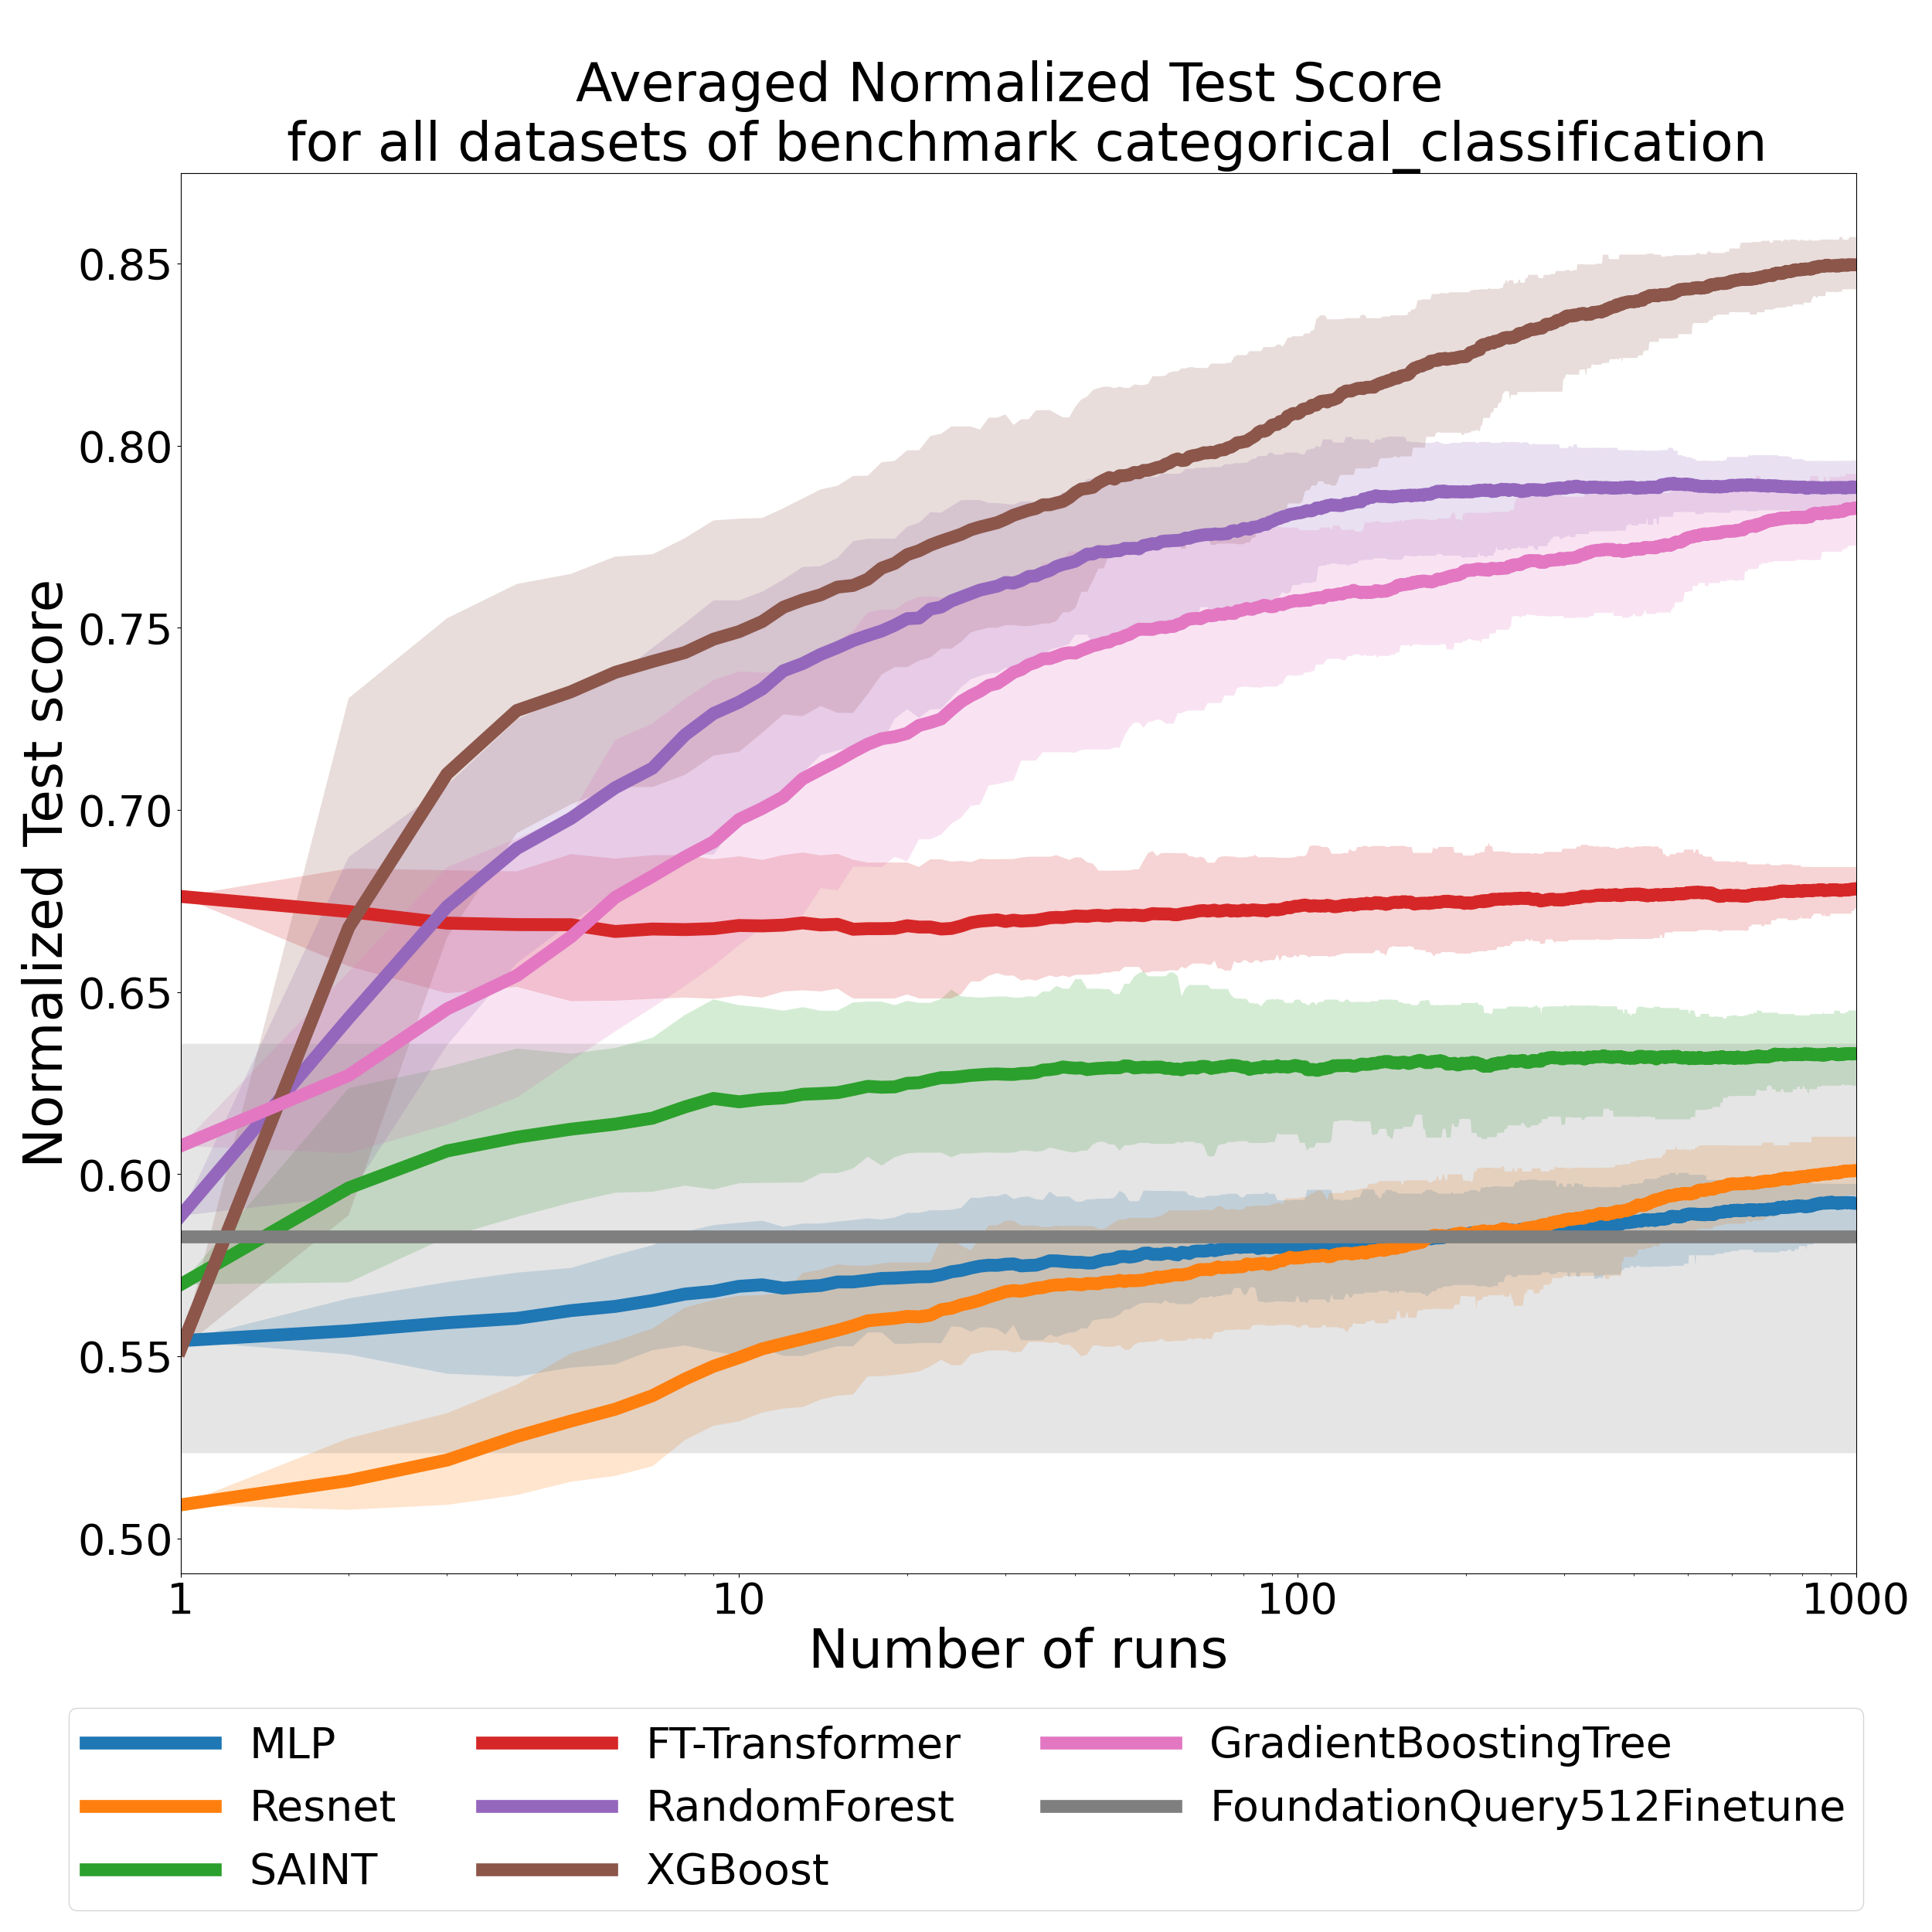 Averaged Normalized Test Score
for all datasets of benchmark categorical_classification
Normalized Test score
0.85
0.80
0.75
0.70
0.65
0.60
0.55
0.50
1
10
100
1000
Number of runs
MLP
Resnet
SAINT
FT-Transformer
RandomForest
XGBoost
GradientBoostingTree
FoundationQuery512Finetune